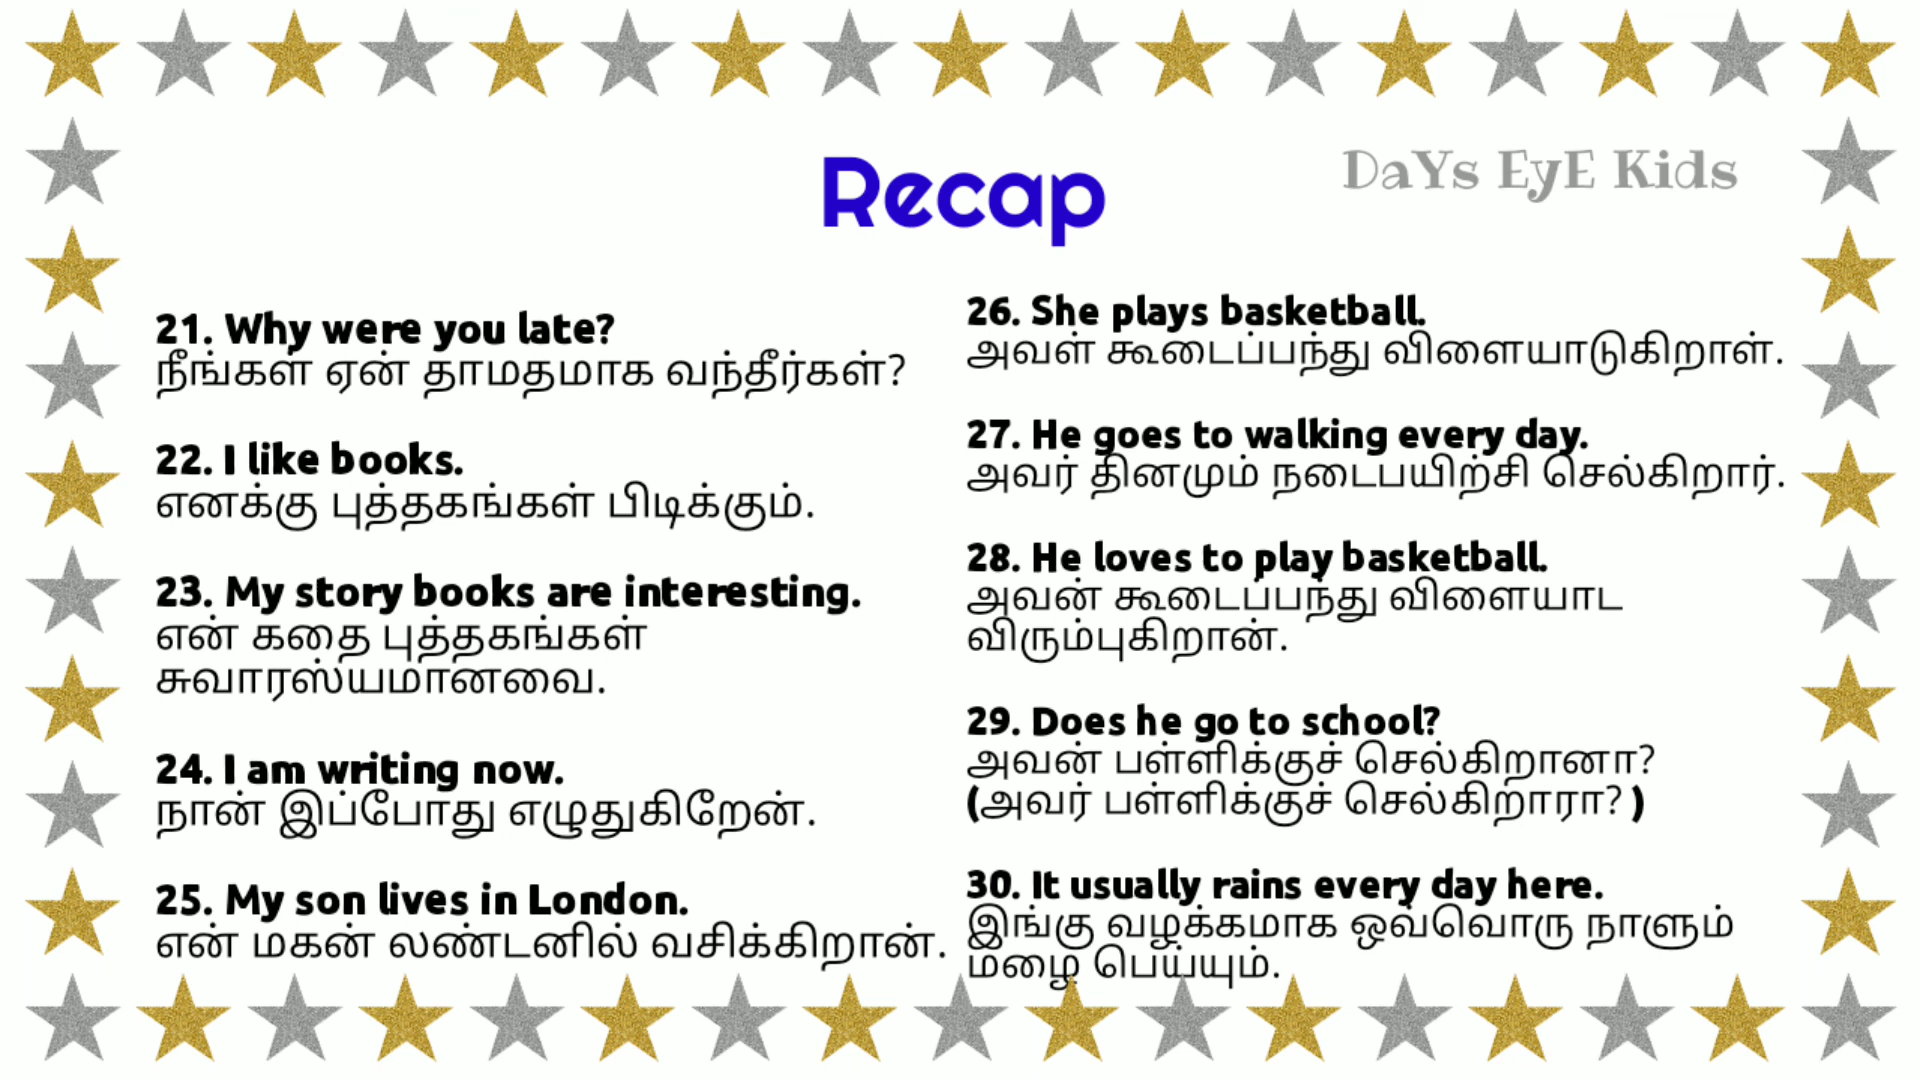 Recap
DaYs EyE Kids
21. Why were you late?
நீங்கள் ஏன் தாமதமாக வந்தீர்கள்?
22. I like books.
எனக்கு புத்தகங்கள் பிடிக்கும்.
23. My story books are interesting.
என் கதை புத்தகங்கள்
சுவாரஸ்யமானவை.
24. I am writing now.
நான் இப்போது எழுதுகிறேன்.
25. My son lives in London.
என் மகன் லண்டனில் வசிக்கிறான்.
26. She plays basketball.
அவள் கூடைப்பந்து விளையாடுகிறாள்.
27. He goes to walking every day.
அவர் தினமும் நடைபயிற்சி செல்கிறார்.
28. He loves to play basketball.
அவன் கூடைப்பந்து விளையாட
விரும்புகிறான்.
29. Does he go to school?
அவன் பள்ளிக்குச் செல்கிறானா?
(அவர் பள்ளிக்குச் செல்கிறாரா? )
30. It usually rains every day here.
இங்கு வழக்கமாக ஒவ்வொரு நாளும்
மழை பெய்யும்.